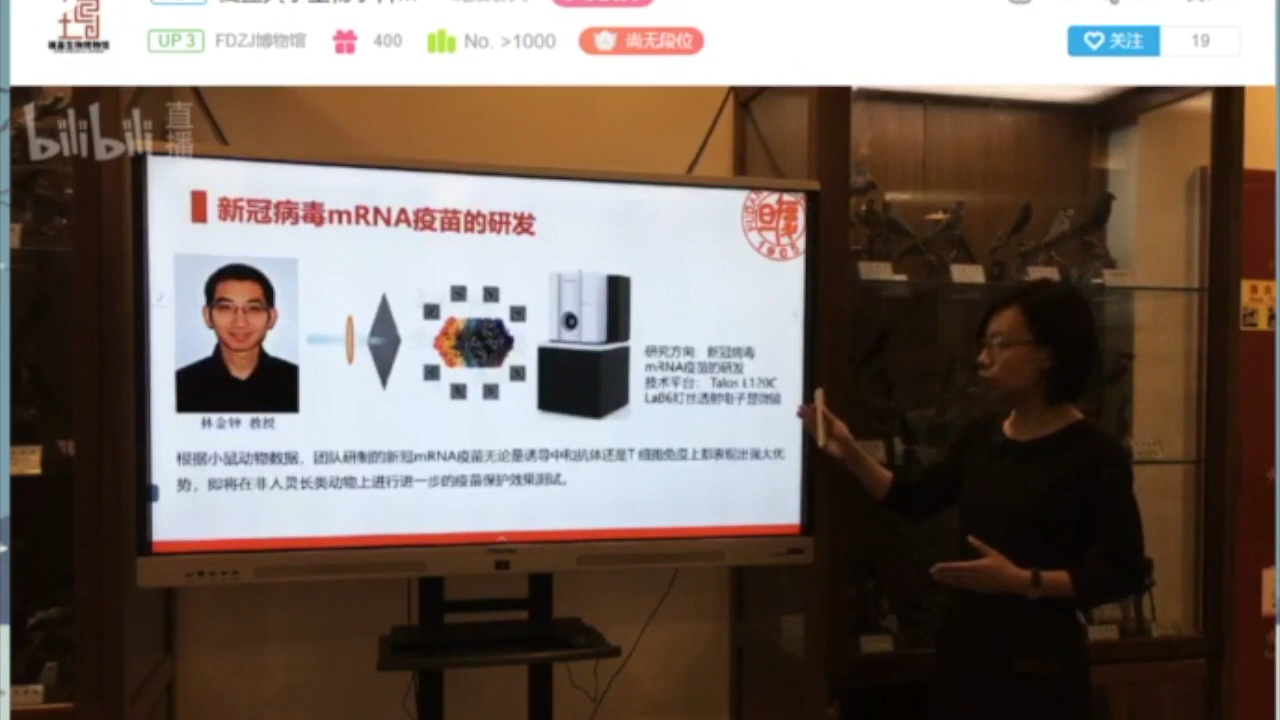 UP 3 FDZJ博物馆 400 No. >1000 尚无段位 关注 19
bilibili 直播
新冠病毒mRNA疫苗的研发
1905
研究方向：新冠病毒
mRNA疫苗的研发
技术平台：Talos L120C
LaB6灯丝透射电子显微镜
林金钟 教授
根据小鼠动物数据，团队研制的新冠mRNA疫苗无论是诱导中和抗体还是T 细胞免疫上都表现出强大优
势，即将在非人灵长类动物上进行进一步的疫苗保护效果测试。